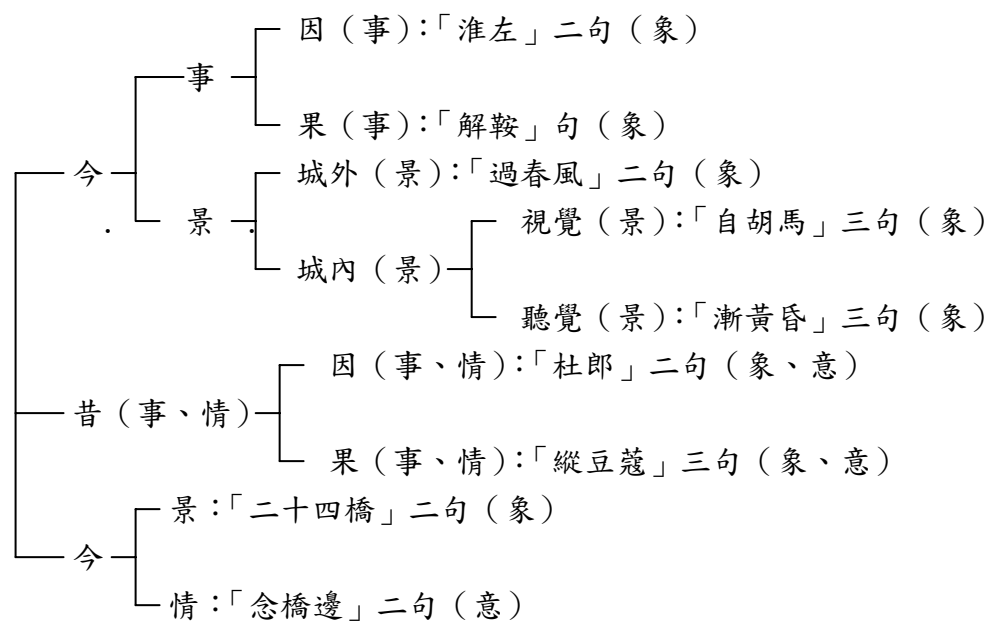 因（事）：「淮左」二句（象）
事
果（事）：「解鞍」句（象）
今
城外（景）：「過春風」二句（象）
景
視覺（景）：「自胡馬」三句（象）
城內（景）
聽覺（景）：「漸黃昏」三句（象）
因（事、情）：「杜郎」二句（象、意）
昔（事、情）
果（事、情）：「縱豆蔻」三句（象、意）
景：「二十四橋」二句（象）
今
情：「念橋邊」二句（意）